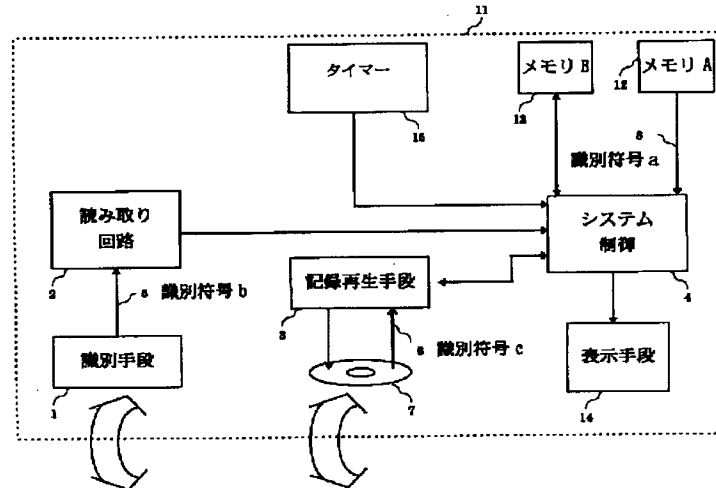 11
タイマー
15
メモリ B
13
メモリ A
12
8
識別符号 a
読み取り
回路
2
システム
制御
4
5
識別符号 b
記録再生手段
3
6
識別符号 c
識別手段
1
7
表示手段
14